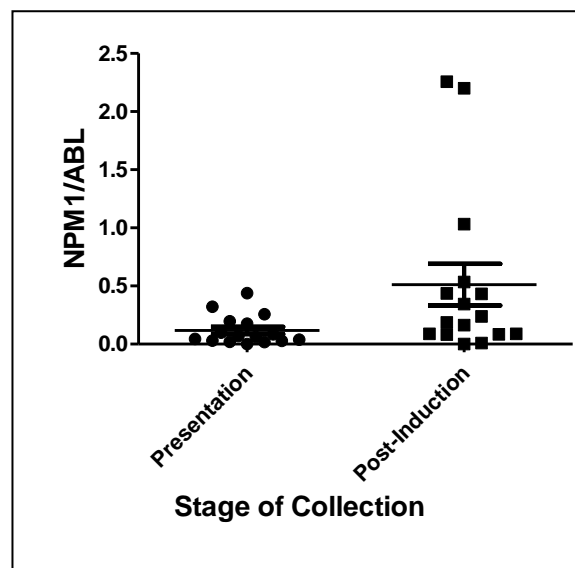 2.5
2.0
1.5
1.0
0.5
0.0
NPM1/ABL
Presentation
Post-Induction
Stage of Collection